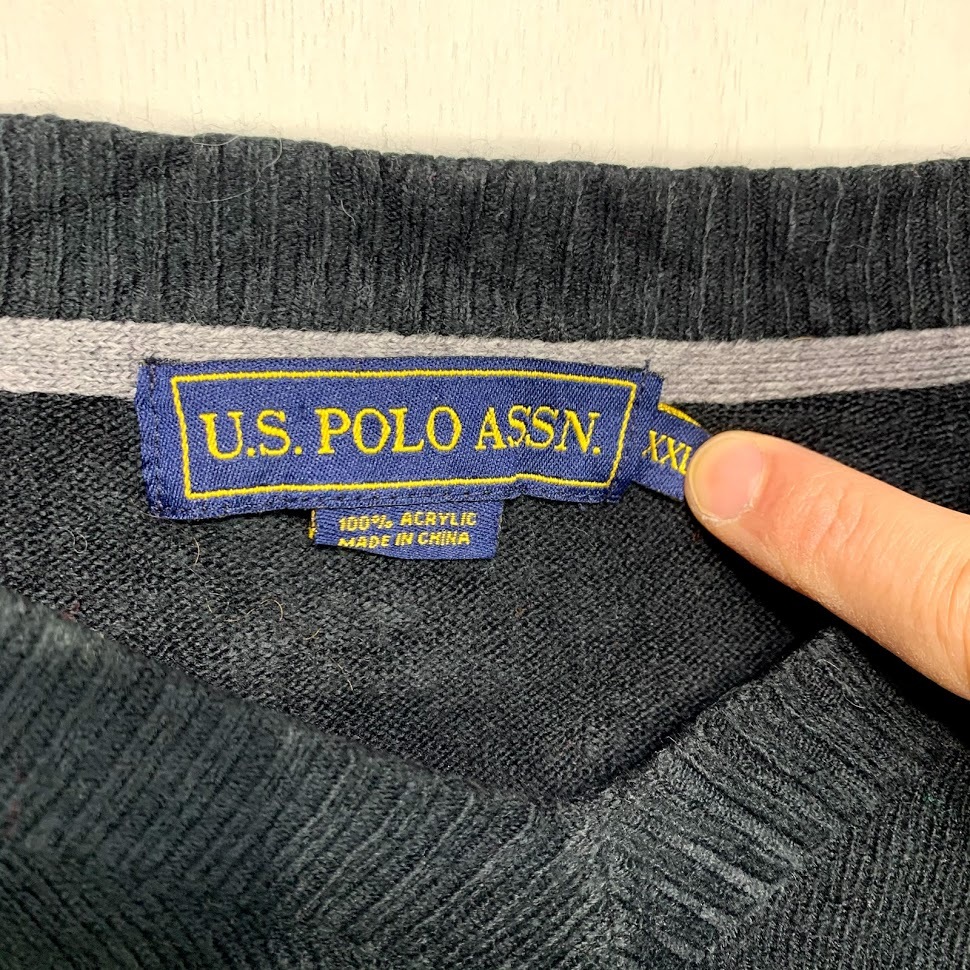 U.S. POLO ASSN.
XXL
100% ACRYLIC
MADE IN CHINA